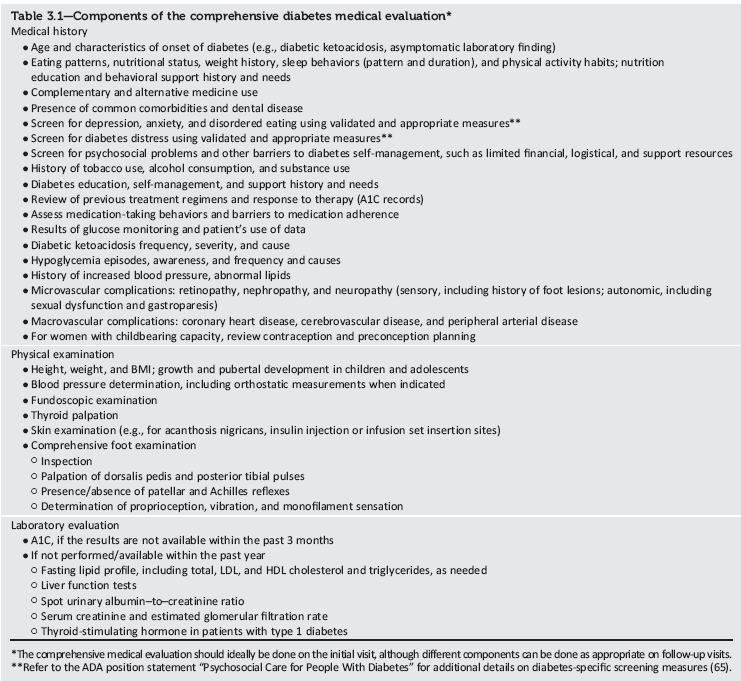 Table 3.1—Components of the comprehensive diabetes medical evaluation*
Medical history
● Age and characteristics of onset of diabetes (e.g., diabetic ketoacidosis, asymptomatic laboratory finding)
● Eating patterns, nutritional status, weight history, sleep behaviors (pattern and duration), and physical activity habits; nutrition
education and behavioral support history and needs
● Complementary and alternative medicine use
● Presence of common comorbidities and dental disease
● Screen for depression, anxiety, and disordered eating using validated and appropriate measures**
● Screen for diabetes distress using validated and appropriate measures**
● Screen for psychosocial problems and other barriers to diabetes self-management, such as limited financial, logistical, and support resources
● History of tobacco use, alcohol consumption, and substance use
● Diabetes education, self-management, and support history and needs
● Review of previous treatment regimens and response to therapy (A1C records)
● Assess medication-taking behaviors and barriers to medication adherence
● Results of glucose monitoring and patient's use of data
● Diabetic ketoacidosis frequency, severity, and cause
● Hypoglycemia episodes, awareness, and frequency and causes
● History of increased blood pressure, abnormal lipids
● Microvascular complications: retinopathy, nephropathy, and neuropathy (sensory, including history of foot lesions; autonomic, including
sexual dysfunction and gastroparesis)
● Macrovascular complications: coronary heart disease, cerebrovascular disease, and peripheral arterial disease
● For women with childbearing capacity, review contraception and preconception planning
Physical examination
● Height, weight, and BMI; growth and pubertal development in children and adolescents
● Blood pressure determination, including orthostatic measurements when indicated
● Fundoscopic examination
● Thyroid palpation
● Skin examination (e.g., for acanthosis nigricans, insulin injection or infusion set insertion sites)
● Comprehensive foot examination
○ Inspection
○ Palpation of dorsalis pedis and posterior tibial pulses
○ Presence/absence of patellar and Achilles reflexes
○ Determination of proprioception, vibration, and monofilament sensation
Laboratory evaluation
● A1C, if the results are not available within the past 3 months
● If not performed/available within the past year
○ Fasting lipid profile, including total, LDL, and HDL cholesterol and triglycerides, as needed
○ Liver function tests
○ Spot urinary albumin–to–creatinine ratio
○ Serum creatinine and estimated glomerular filtration rate
○ Thyroid-stimulating hormone in patients with type 1 diabetes
*The comprehensive medical evaluation should ideally be done on the initial visit, although different components can be done as appropriate on follow-up visits.
**Refer to the ADA position statement “Psychosocial Care for People With Diabetes” for additional details on diabetes-specific screening measures (65).